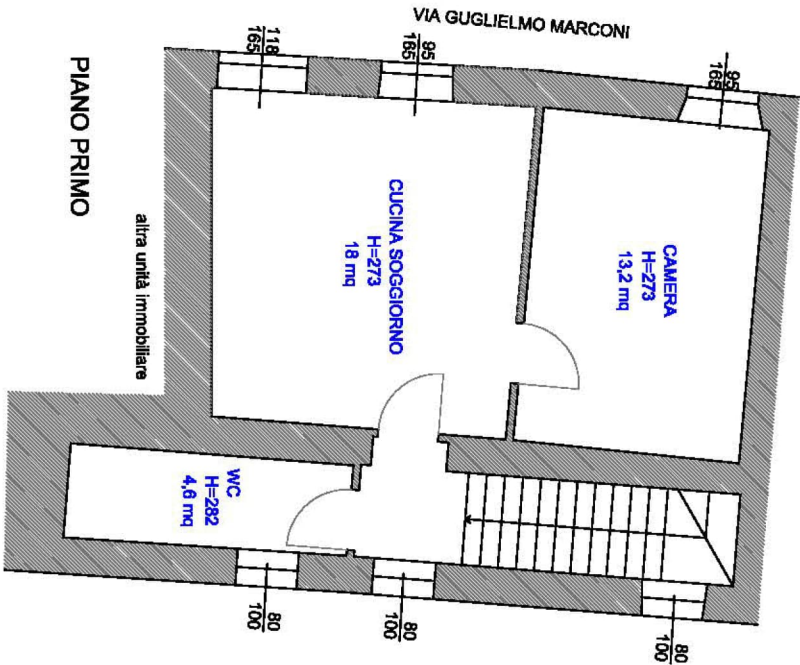 VIA GUGLIELMO MARCONI
118
165
95
165
95
165
PIANO PRIMO
altra unità immobiliare
CUCINA SOGGIORNO
H=273
18 mq
CAMERA
H=273
13,2 mq
WC
H=282
4,6 mq
80
100
80
100
80
100